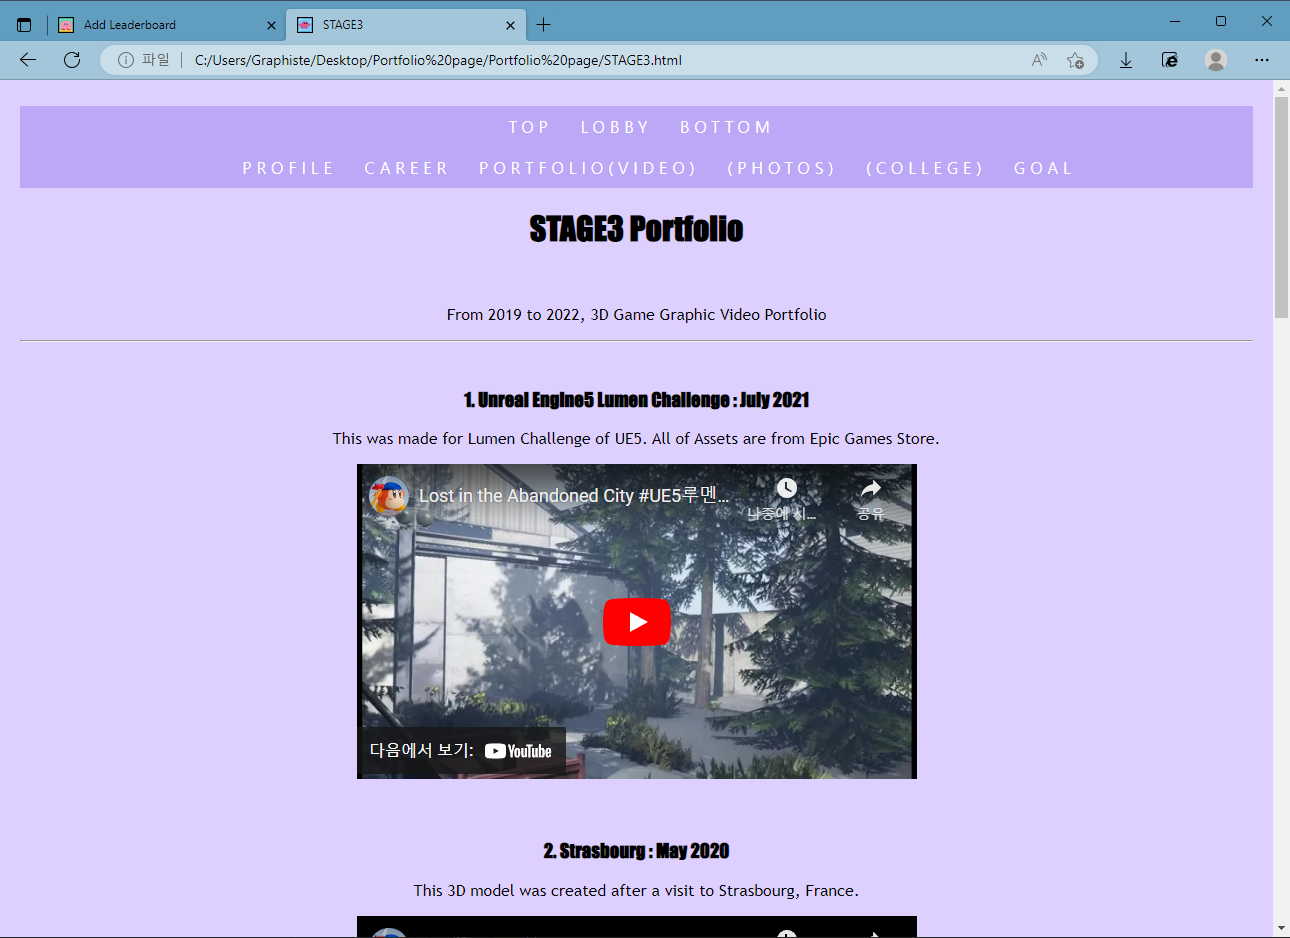 Add Leaderboard
STAGE3
파일
C:/Users/Graphiste/Desktop/Portfolio%20page/Portfolio%20page/STAGE3.html
TOP LOBBY BOTTOM
PROFILE CAREER PORTFOLIO(VIDEO) (PHOTOS) (COLLEGE) GOAL
STAGE3 Portfolio
From 2019 to 2022, 3D Game Graphic Video Portfolio
1. Unreal Engine5 Lumen Challenge : July 2021
This was made for Lumen Challenge of UE5. All of Assets are from Epic Games Store.
Lost in the Abandoned City #UE5루멘...
나중에 시...
공유
다음에서 보기: YouTube
2. Strasbourg : May 2020
This 3D model was created after a visit to Strasbourg, France.